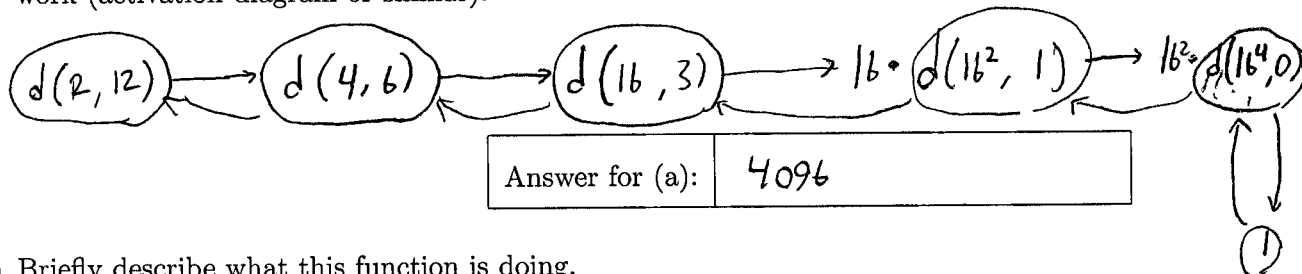 work (activation diagram or similar).
d(2, 12) → d(4, 6) → d(16, 3) → 16 · d(16², 1) → 16² · d(16⁴, 0)
Answer for (a): 4096
1
Briefly describe what this function is doing.